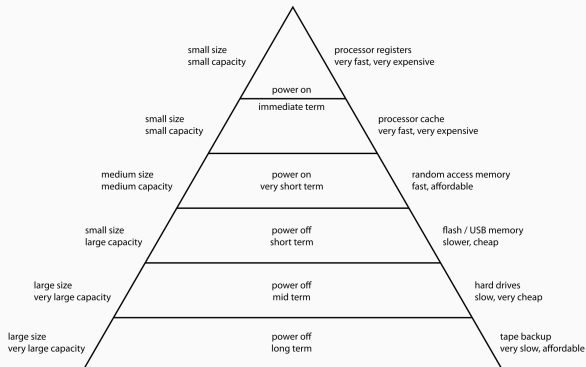 small size
small capacity
processor registers
very fast, very expensive
power on
immediate term
small size
small capacity
processor cache
very fast, very expensive
medium size
medium capacity
power on
very short term
random access memory
fast, affordable
small size
large capacity
power off
short term
flash / USB memory
slower, cheap
large size
very large capacity
power off
mid term
hard drives
slow, very cheap
large size
very large capacity
power off
long term
tape backup
very slow, affordable